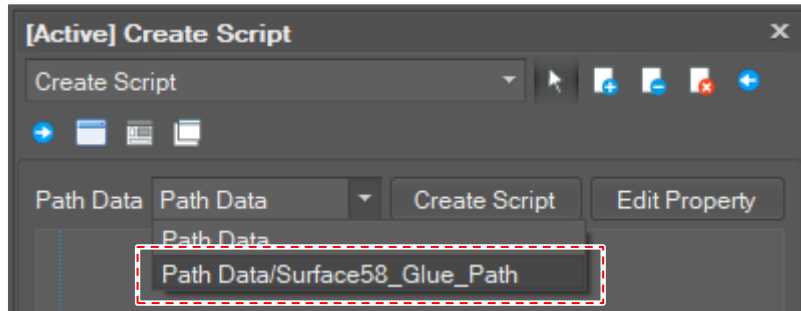 [Active] Create Script
Create Script
Path Data Path Data Create Script Edit Property
Path Data
Path Data/Surface58_Glue_Path